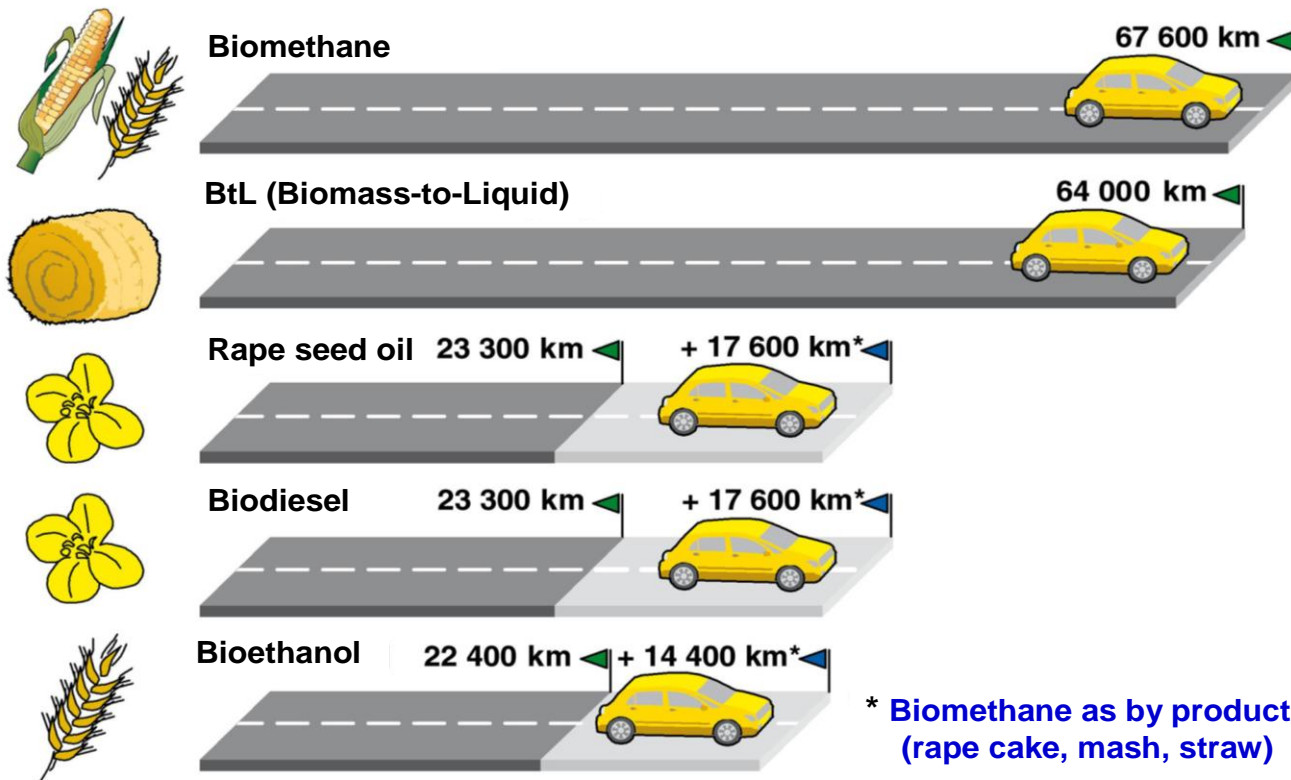 Biomethane
67 600 km
BtL (Biomass-to-Liquid)
64 000 km
Rape seed oil 23 300 km + 17 600 km*
Biodiesel 23 300 km + 17 600 km*
Bioethanol 22 400 km + 14 400 km*
* Biomethane as by product
(rape cake, mash, straw)